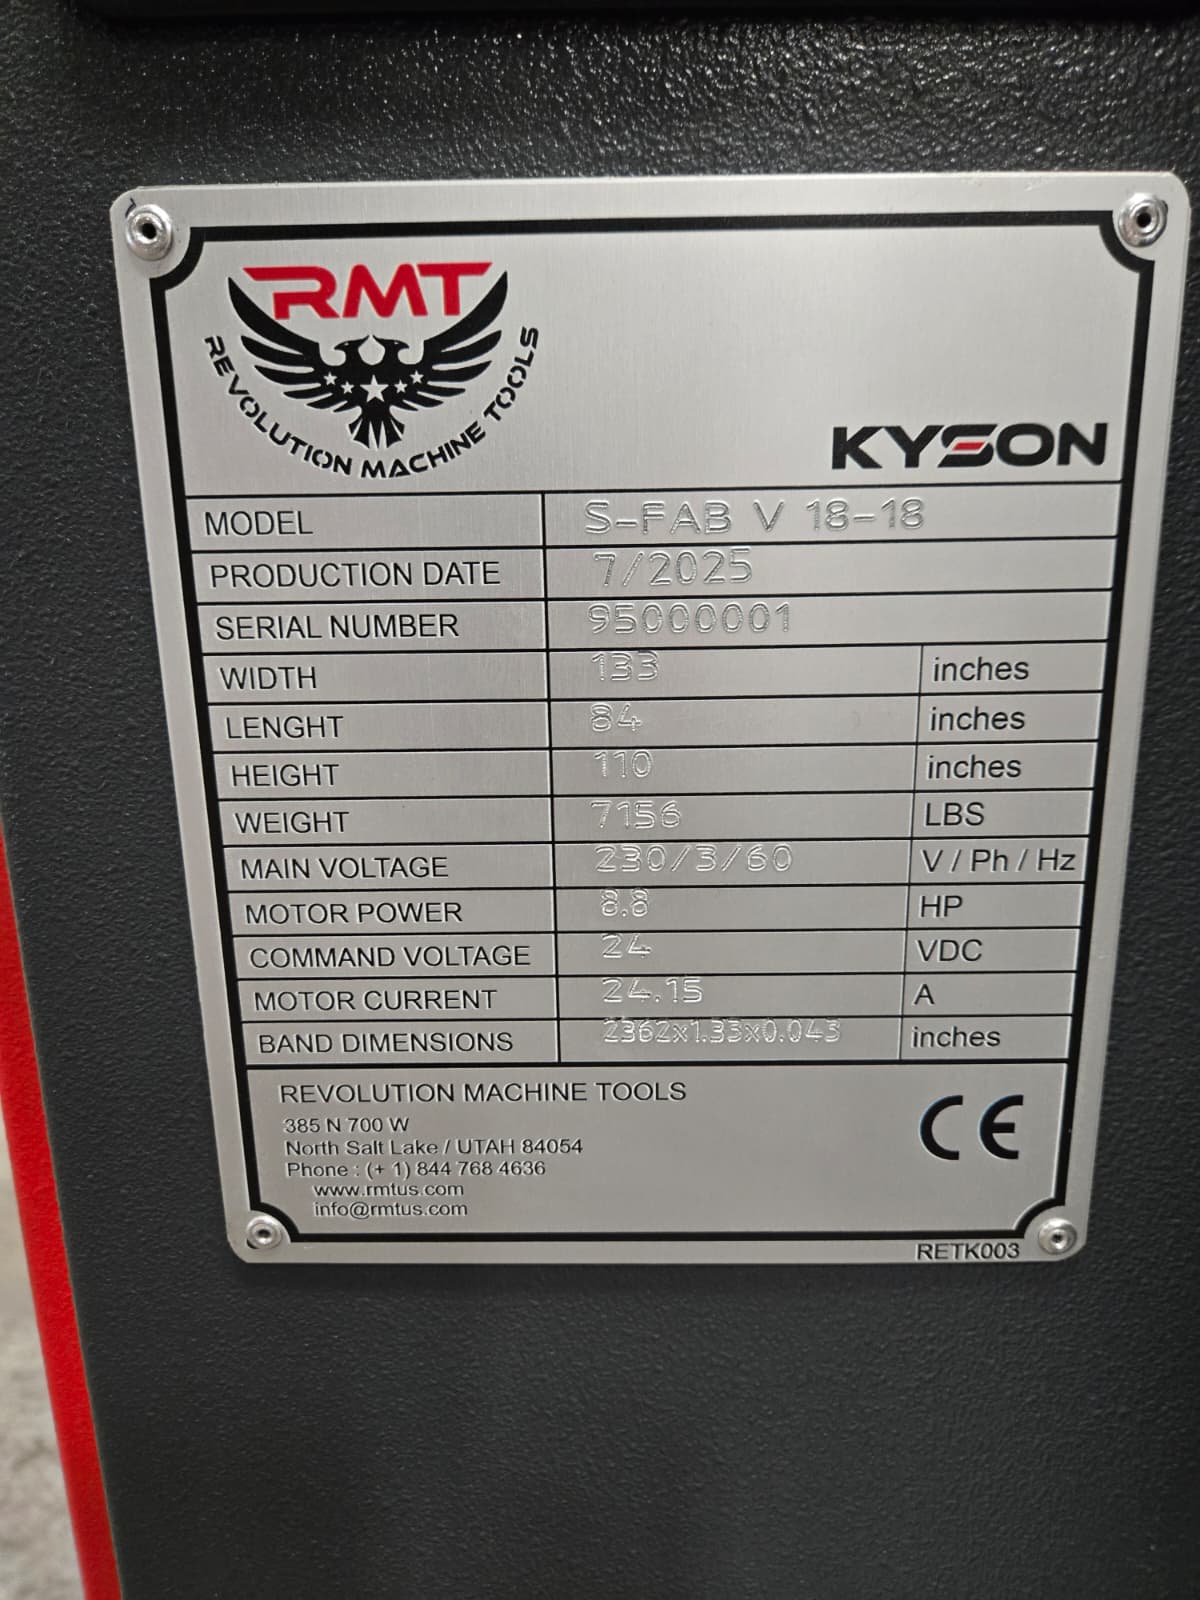 RMT
REVOLUTION MACHINE TOOLS
KYSON
MODEL S-FAB V 18-18
PRODUCTION DATE 7/2025
SERIAL NUMBER 95000001
WIDTH 133 inches
LENGHT 84 inches
HEIGHT 110 inches
WEIGHT 7156 LBS
MAIN VOLTAGE 230/3/60 V / Ph / Hz
MOTOR POWER 8.8 HP
COMMAND VOLTAGE 24 VDC
MOTOR CURRENT 24.15 A
BAND DIMENSIONS 2362x1.33x0.043 inches
REVOLUTION MACHINE TOOLS
385 N 700 W
North Salt Lake / UTAH 84054
Phone : (+ 1) 844 768 4636
www.rmtus.com
info@rmtus.com
CE
RETK003